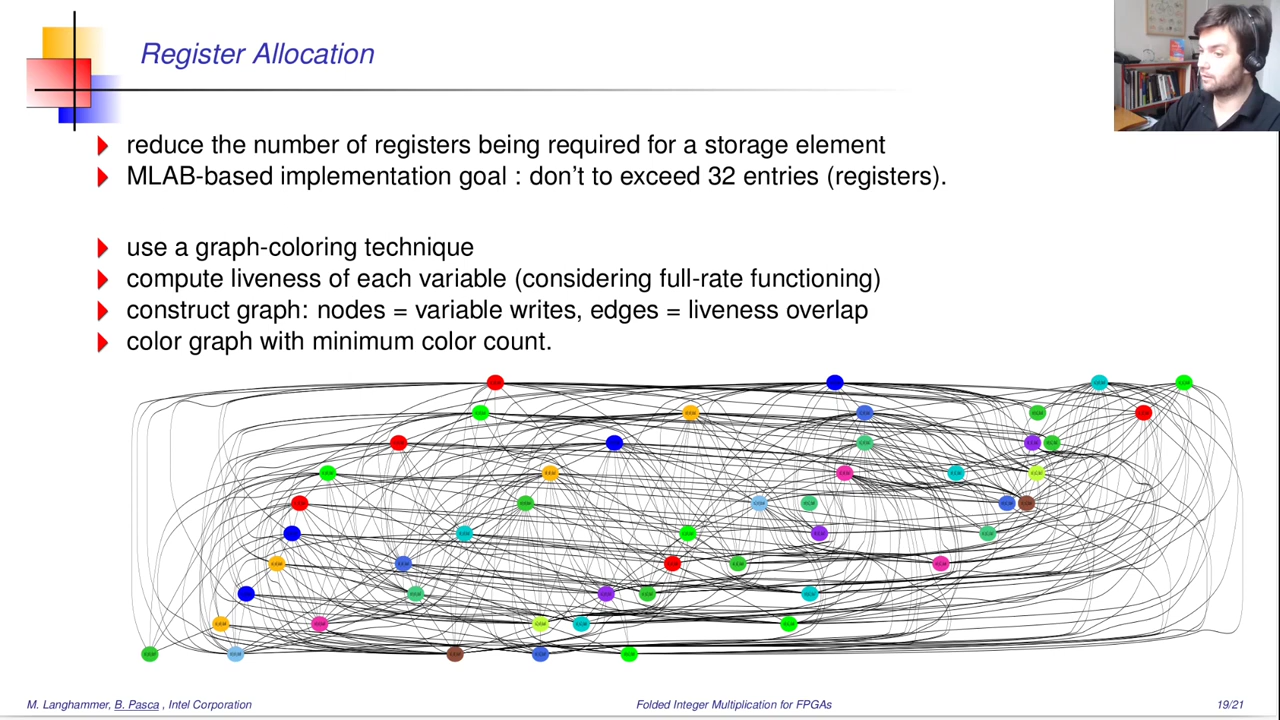 Register Allocation
reduce the number of registers being required for a storage element
MLAB-based implementation goal : don't to exceed 32 entries (registers).
use a graph-coloring technique
compute liveness of each variable (considering full-rate functioning)
construct graph: nodes = variable writes, edges = liveness overlap
color graph with minimum color count.
M. Langhammer, B. Pasca , Intel Corporation
Folded Integer Multiplication for FPGAs
19/21